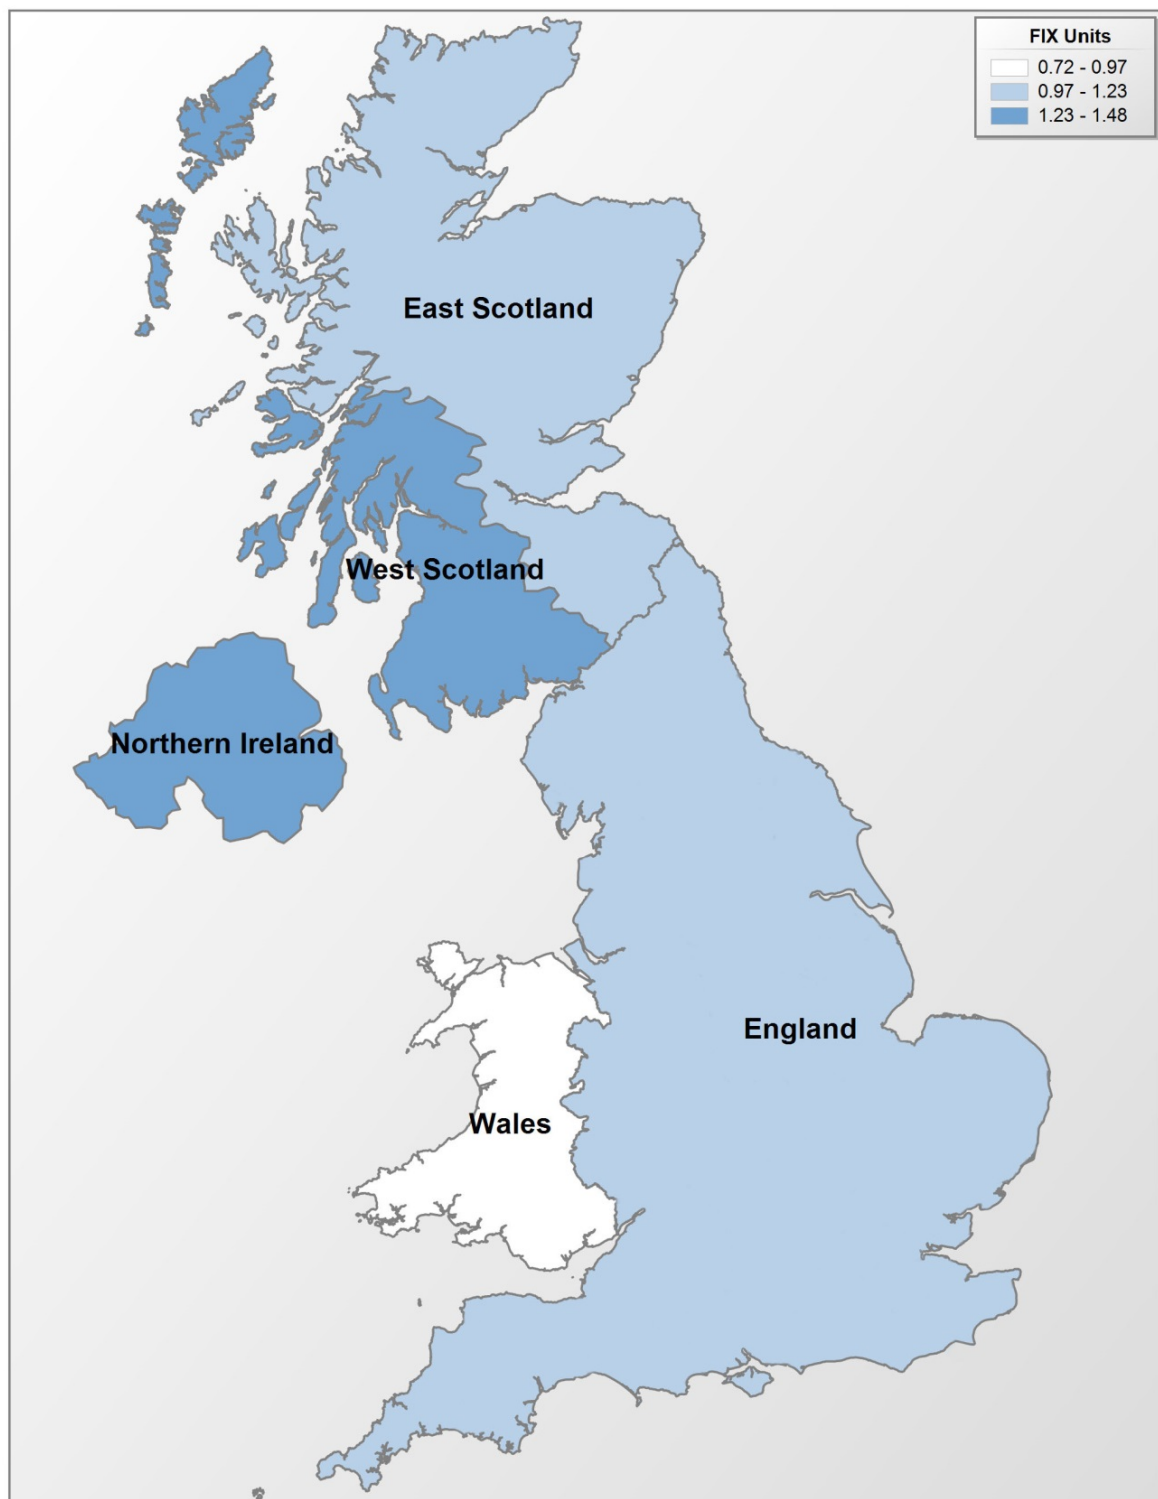 FIX Units
0.72 - 0.97
0.97 - 1.23
1.23 - 1.48
East Scotland
West Scotland
Northern Ireland
England
Wales